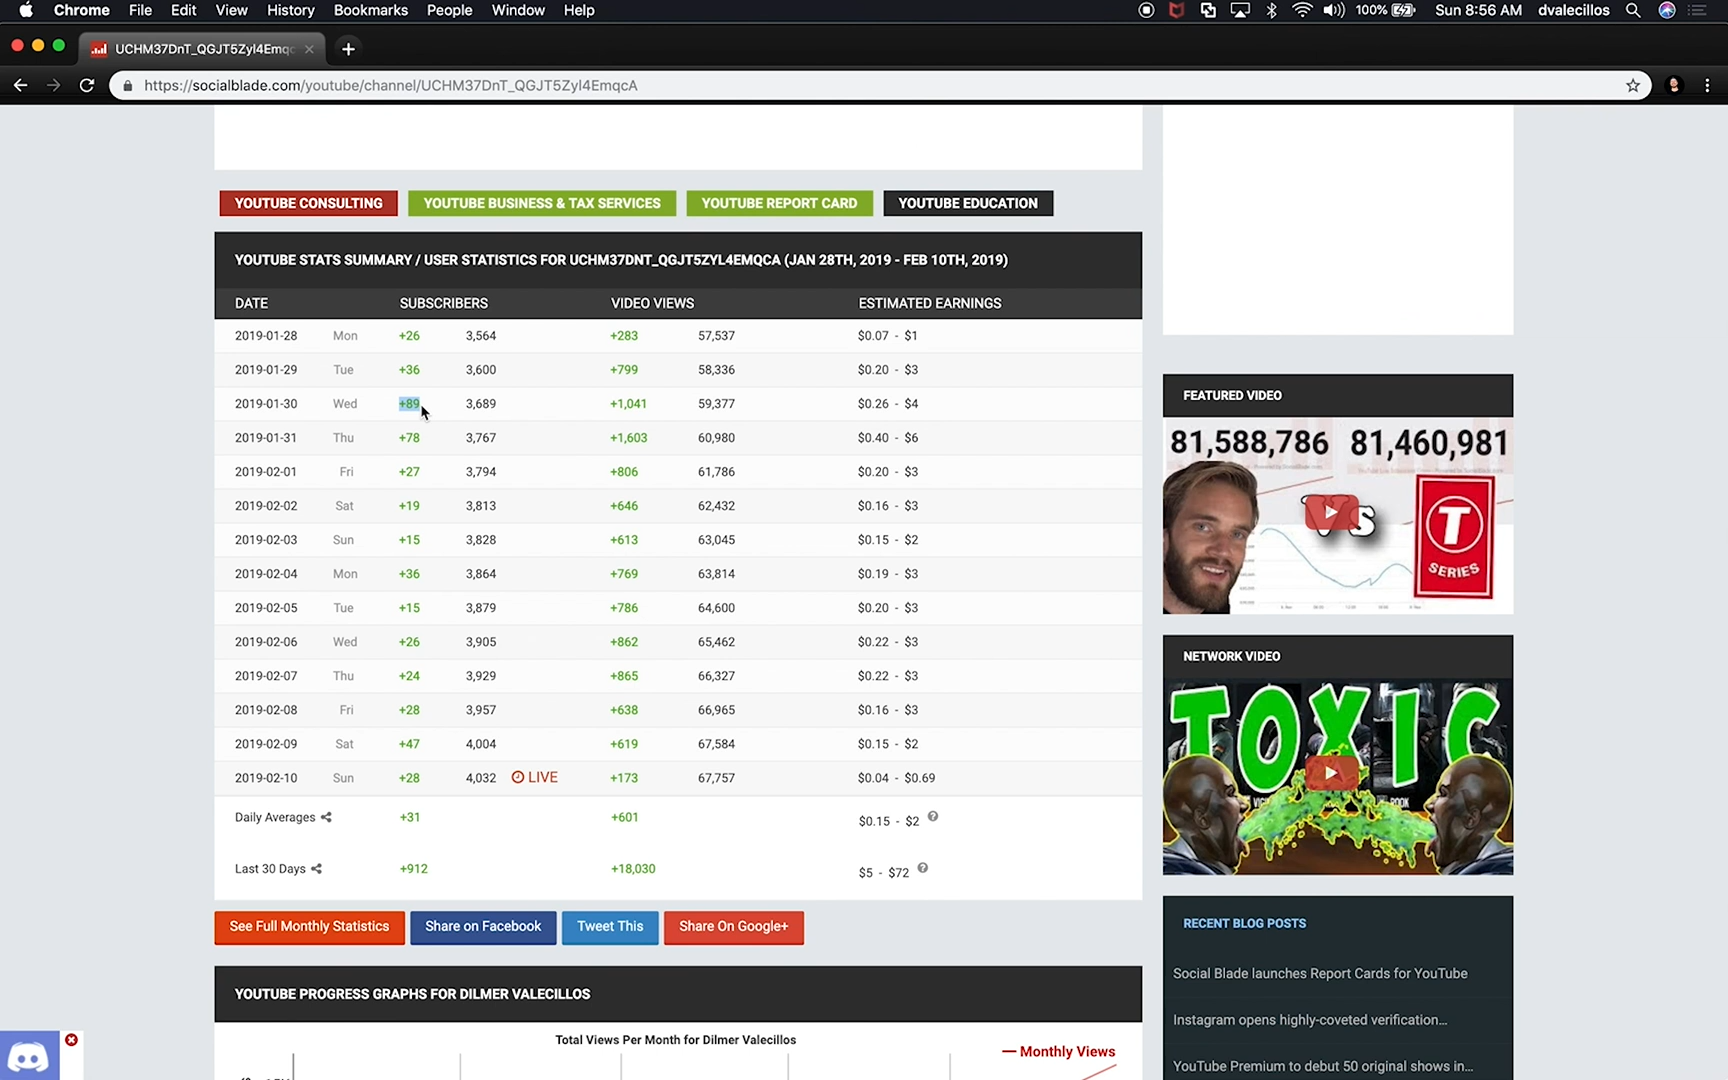 Chrome File Edit View History Bookmarks People Window Help 100% Sun 8:56 AM dvalecillos
UCHM37DnT_QGJT5Zyl4Emqc
https://socialblade.com/youtube/channel/UCHM37DnT_QGJT5Zyl4EmqcA
YOUTUBE CONSULTING YOUTUBE BUSINESS & TAX SERVICES YOUTUBE REPORT CARD YOUTUBE EDUCATION
YOUTUBE STATS SUMMARY / USER STATISTICS FOR UCHM37DNT_QGJT5ZYL4EMQCA (JAN 28TH, 2019 - FEB 10TH, 2019)
DATE SUBSCRIBERS VIDEO VIEWS ESTIMATED EARNINGS
2019-01-28 Mon +26 3,564 +283 57,537 $0.07 - $1
2019-01-29 Tue +36 3,600 +799 58,336 $0.20 - $3
2019-01-30 Wed +89 3,689 +1,041 59,377 $0.26 - $4
2019-01-31 Thu +78 3,767 +1,603 60,980 $0.40 - $6
2019-02-01 Fri +27 3,794 +806 61,786 $0.20 - $3
2019-02-02 Sat +19 3,813 +646 62,432 $0.16 - $3
2019-02-03 Sun +15 3,828 +613 63,045 $0.15 - $2
2019-02-04 Mon +36 3,864 +769 63,814 $0.19 - $3
2019-02-05 Tue +15 3,879 +786 64,600 $0.20 - $3
2019-02-06 Wed +26 3,905 +862 65,462 $0.22 - $3
2019-02-07 Thu +24 3,929 +865 66,327 $0.22 - $3
2019-02-08 Fri +28 3,957 +638 66,965 $0.16 - $3
2019-02-09 Sat +47 4,004 +619 67,584 $0.15 - $2
2019-02-10 Sun +28 4,032 LIVE +173 67,757 $0.04 - $0.69
Daily Averages +31 +601 $0.15 - $2
Last 30 Days +912 +18,030 $5 - $72
See Full Monthly Statistics Share on Facebook Tweet This Share On Google+
YOUTUBE PROGRESS GRAPHS FOR DILMER VALECILLOS
Total Views Per Month for Dilmer Valecillos
Monthly Views
FEATURED VIDEO
81,588,786 81,460,981
Vs
T
SERIES
NETWORK VIDEO
TOXIC
RECENT BLOG POSTS
Social Blade launches Report Cards for YouTube
Instagram opens highly-coveted verification...
YouTube Premium to debut 50 original shows in...